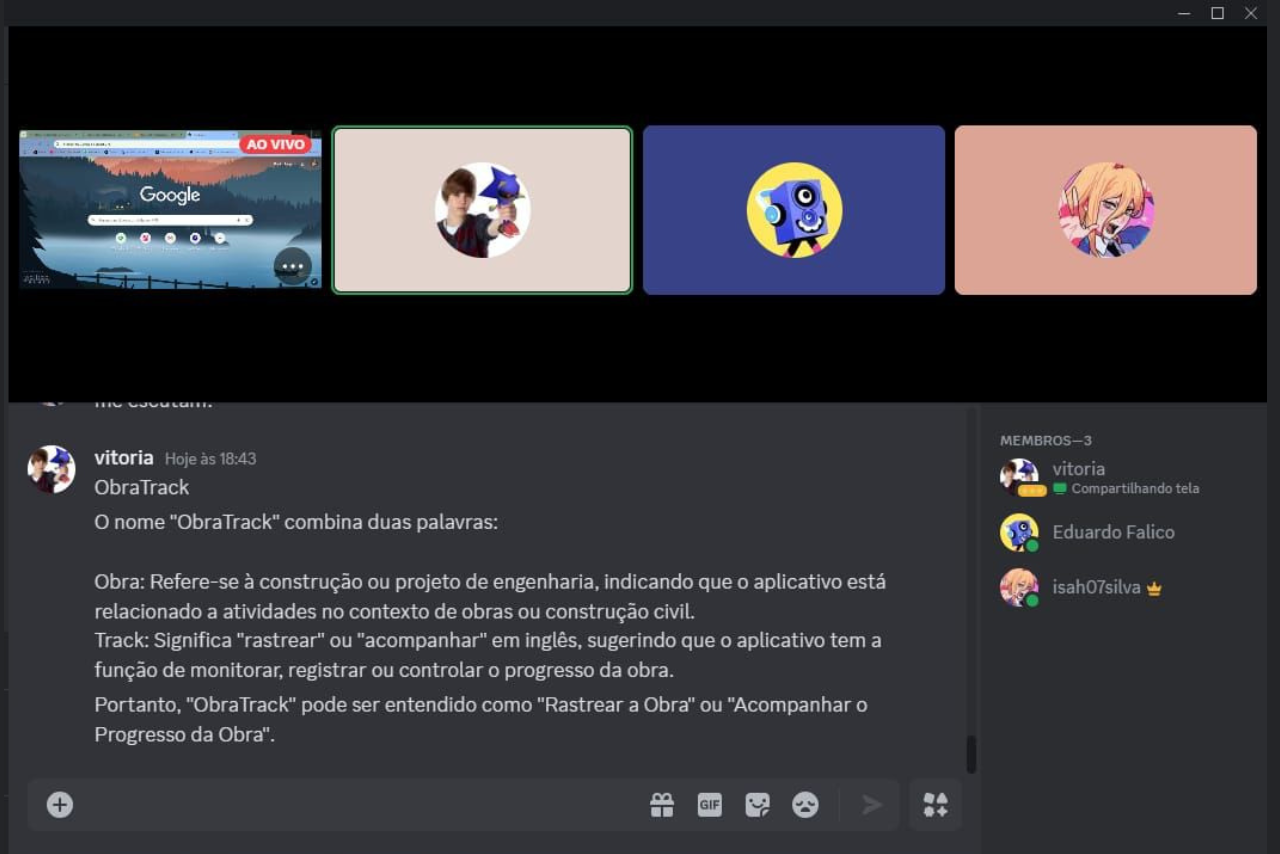 AO VIVO
Google
me escutam?
vitoria Hoje às 18:43
ObraTrack
O nome "ObraTrack" combina duas palavras:
Obra: Refere-se à construção ou projeto de engenharia, indicando que o aplicativo está
relacionado a atividades no contexto de obras ou construção civil.
Track: Significa "rastrear" ou "acompanhar" em inglês, sugerindo que o aplicativo tem a
função de monitorar, registrar ou controlar o progresso da obra.
Portanto, "ObraTrack" pode ser entendido como "Rastrear a Obra" ou "Acompanhar o
Progresso da Obra".
GIF
MEMBROS—3
vitoria
Compartilhando tela
Eduardo Falico
isah07silva